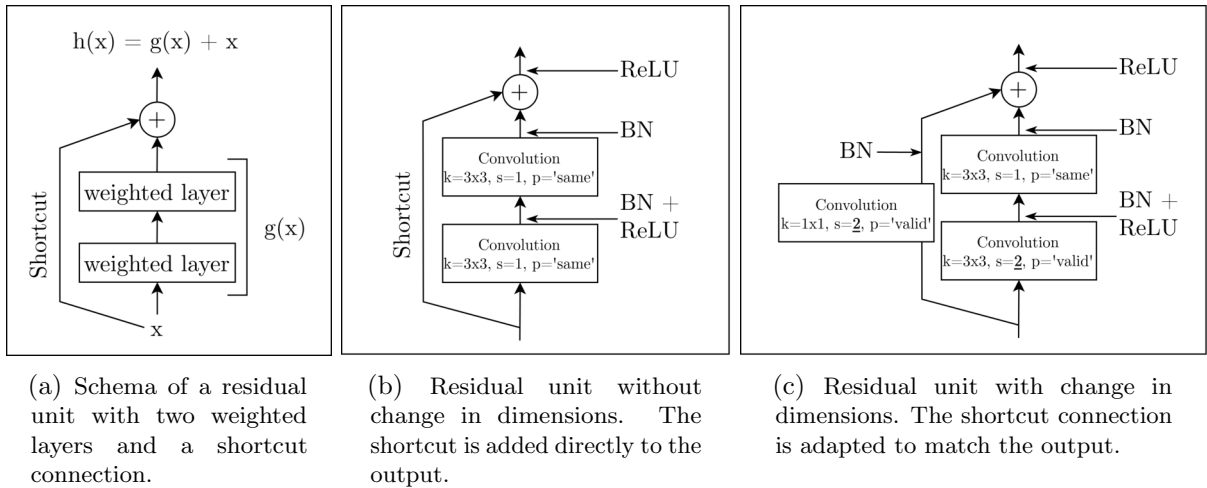 h(x) = g(x) + x
+
weighted layer
weighted layer
g(x)
Shortcut
x
(a) Schema of a residual
unit with two weighted
layers and a shortcut
connection.
ReLU
+
BN
Convolution
k=3x3, s=1, p='same'
BN +
ReLU
Shortcut
Convolution
k=3x3, s=1, p='same'
(b) Residual unit without
change in dimensions. The
shortcut is added directly to the
output.
ReLU
+
BN
BN
Convolution
k=3x3, s=1, p='same'
BN +
ReLU
Convolution
k=1x1, s=2, p='valid'
Convolution
k=3x3, s=2, p='valid'
(c) Residual unit with change in
dimensions. The shortcut connection
is adapted to match the output.